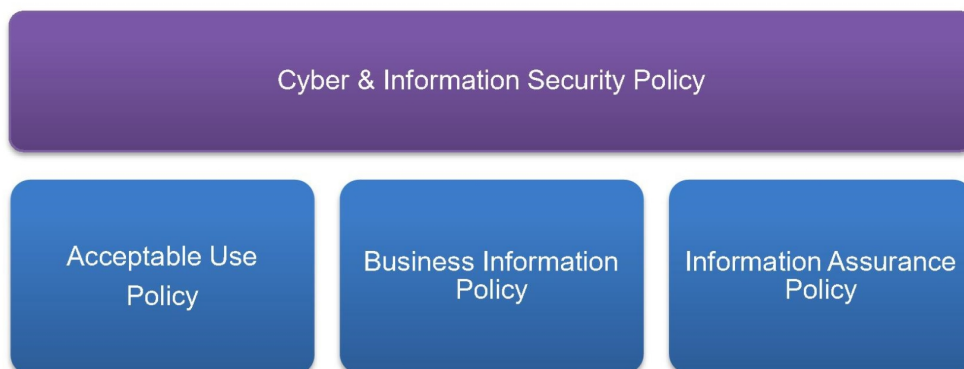 Cyber & Information Security Policy
Acceptable Use
Policy
Business Information
Policy
Information Assurance
Policy